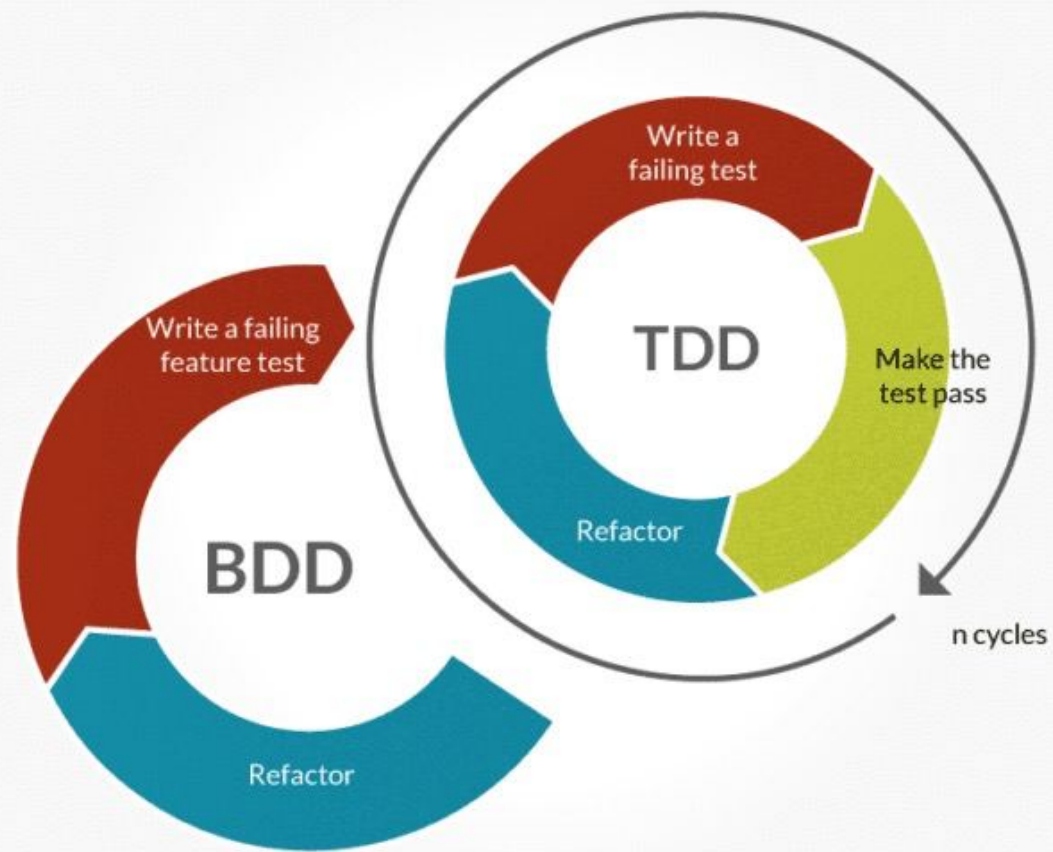 Write a
failing test
TDD
Make the
test pass
Refactor
n cycles
Write a failing
feature test
BDD
Refactor